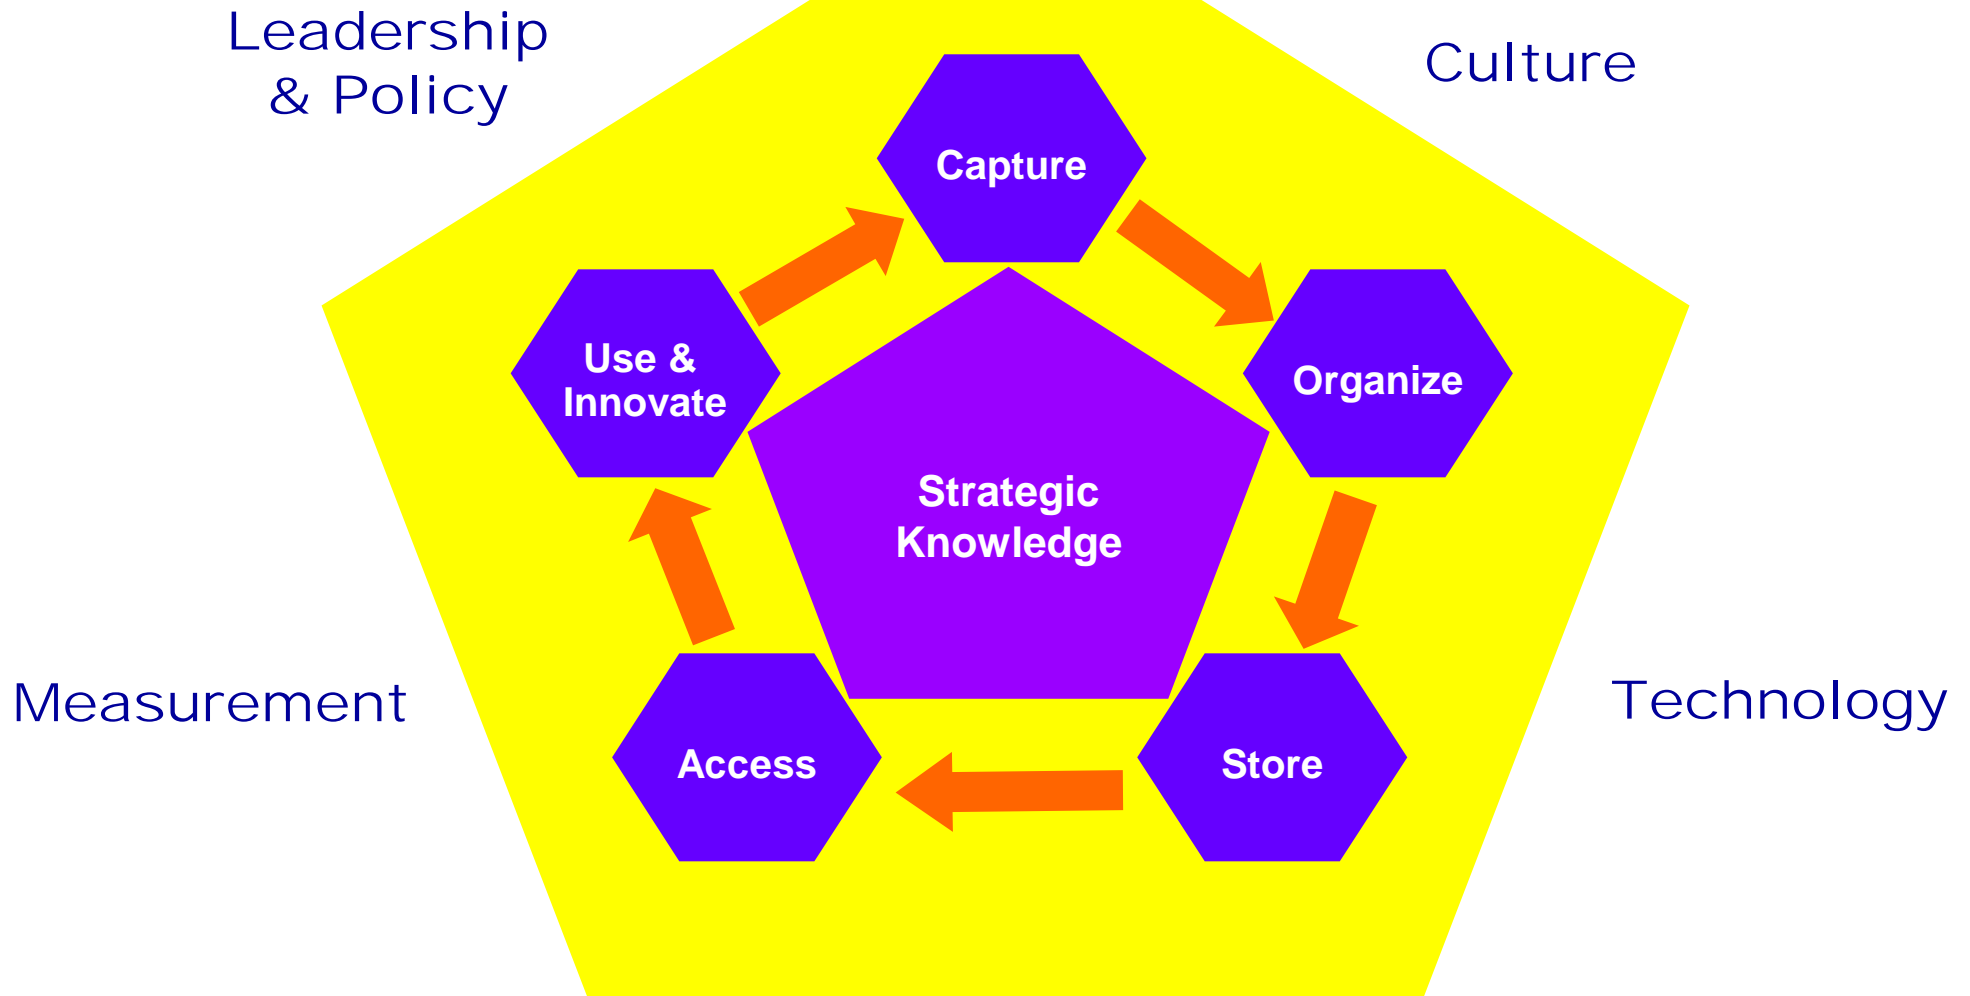 Leadership
& Policy
Culture
Capture
Use &
Innovate
Organize
Strategic
Knowledge
Measurement
Technology
Access
Store